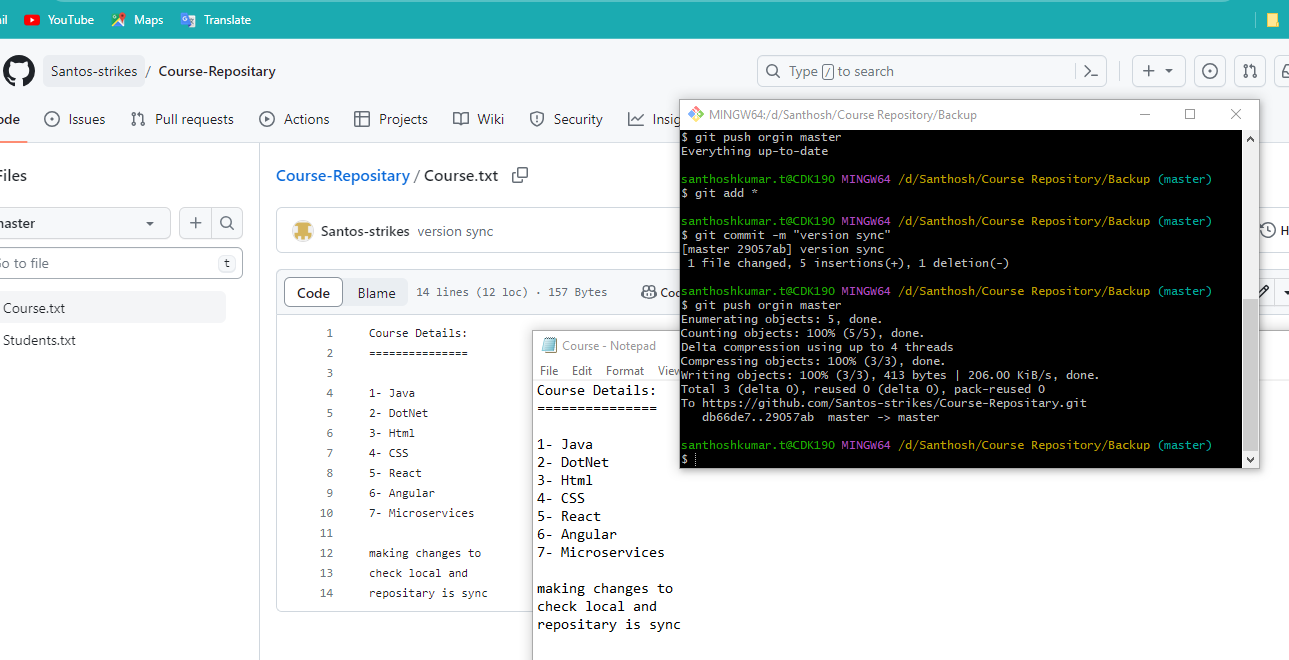 YouTube
Maps
Translate
Santos-strikes / Course-Repositary
Type / to search
Issues
Pull requests
Actions
Projects
Wiki
Security
Course-Repositary / Course.txt
t
Course.txt
Students.txt
Santos-strikes version sync
Code Blame 14 lines (12 loc) · 157 Bytes
1 Course Details:
2 ===============
3
4 1- Java
5 2- DotNet
6 3- Html
7 4- CSS
8 5- React
9 6- Angular
10 7- Microservices
11
12 making changes to
13 check local and
14 repositary is sync
Course - Notepad
File Edit Format View
Course Details:
===============
1- Java
2- DotNet
3- Html
4- CSS
5- React
6- Angular
7- Microservices
making changes to
check local and
repositary is sync
MINGW64:/d/Santhosh/Course Repository/Backup
$ git push orgin master
Everything up-to-date
santhoshkumar.t@CDK190 MINGW64 /d/Santhosh/Course Repository/Backup (master)
$ git add *
santhoshkumar.t@CDK190 MINGW64 /d/Santhosh/Course Repository/Backup (master)
$ git commit -m "version sync"
[master 29057ab] version sync
1 file changed, 5 insertions(+), 1 deletion(-)
santhoshkumar.t@CDK190 MINGW64 /d/Santhosh/Course Repository/Backup (master)
$ git push orgin master
Enumerating objects: 5, done.
Counting objects: 100% (5/5), done.
Delta compression using up to 4 threads
Compressing objects: 100% (3/3), done.
Writing objects: 100% (3/3), 413 bytes | 206.00 KiB/s, done.
Total 3 (delta 0), reused 0 (delta 0), pack-reused 0
To https://github.com/Santos-strikes/Course-Repositary.git
db66de7..29057ab master -> master
santhoshkumar.t@CDK190 MINGW64 /d/Santhosh/Course Repository/Backup (master)
$